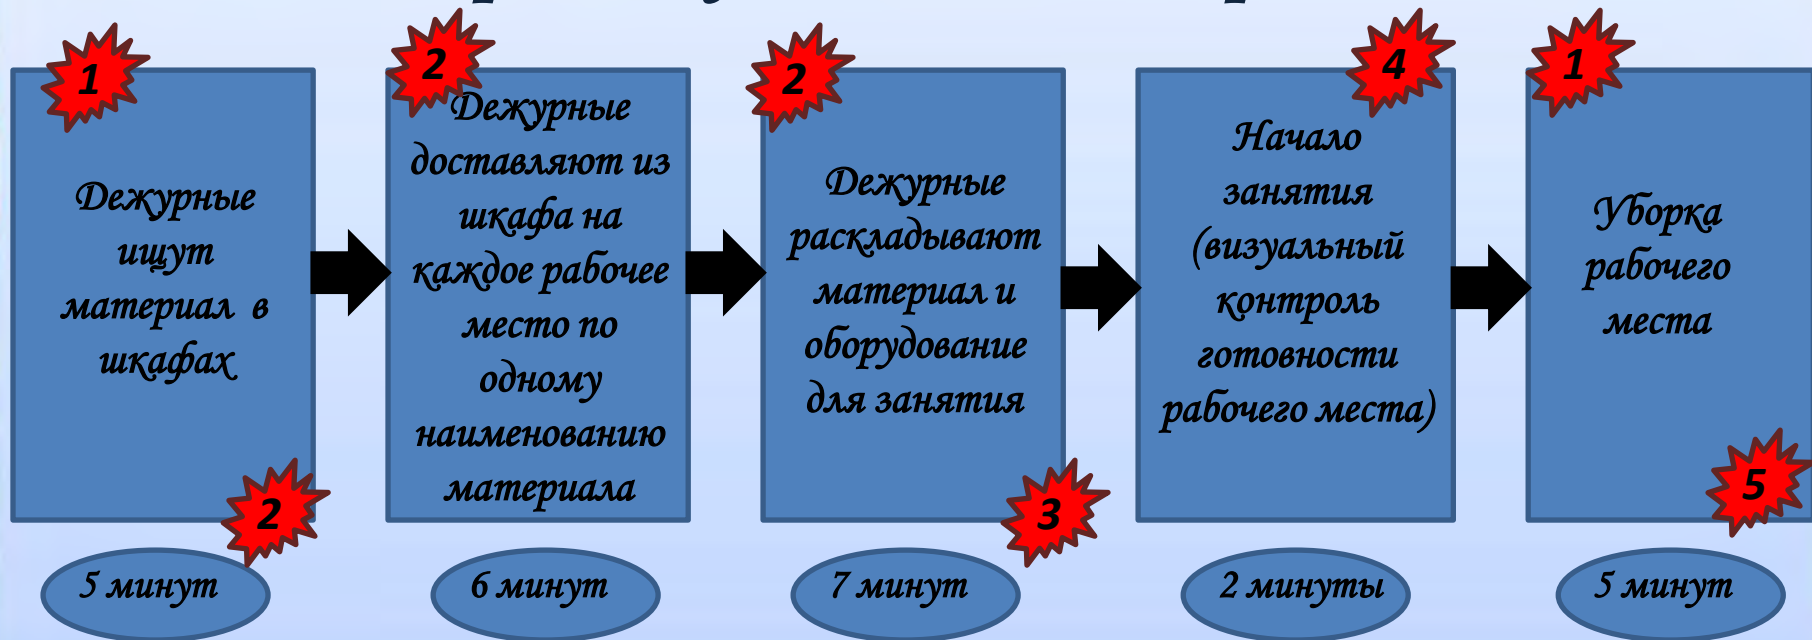 1
Дежурные
ищут
материал в
шкафах
2
5 минут
2
Дежурные
доставляют из
шкафа на
каждое рабочее
место по
одному
наименованию
материала
6 минут
2
Дежурные
раскладывают
материал и
оборудование
для занятия
3
7 минут
4
Начало
занятия
(визуальный
контроль
готовности
рабочего места)
2 минуты
1
Уборка
рабочего
места
5
5 минут